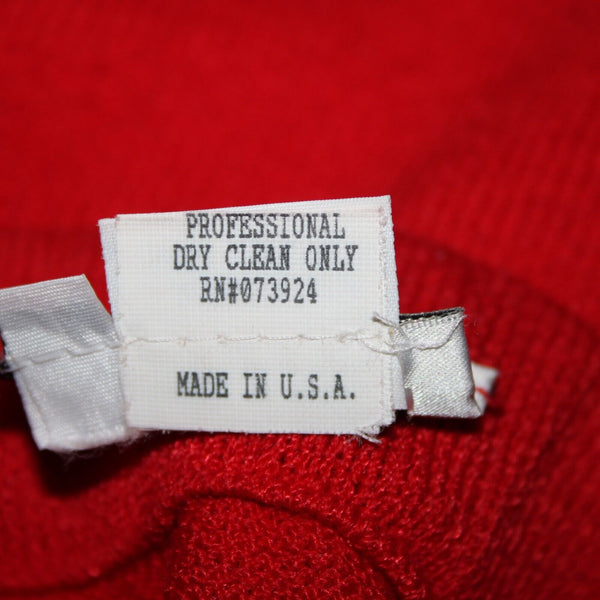 PROFESSIONAL
DRY CLEAN ONLY
RN#073924
MADE IN U.S.A.